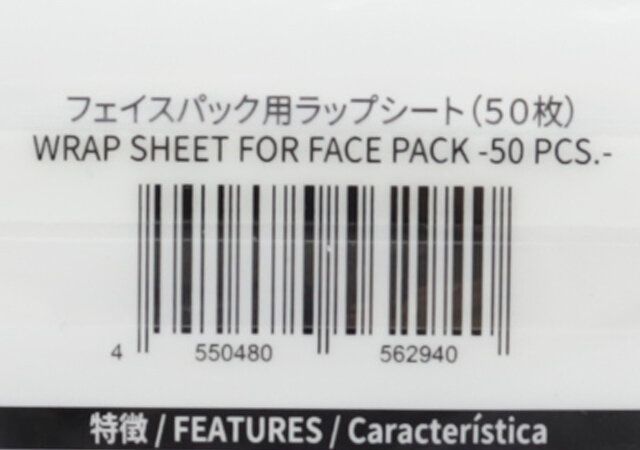 フェイスパック用ラップシート(50枚)
WRAP SHEET FOR FACE PACK -50 PCS.-
4 550480 562940
特徴 / FEATURES / Característica